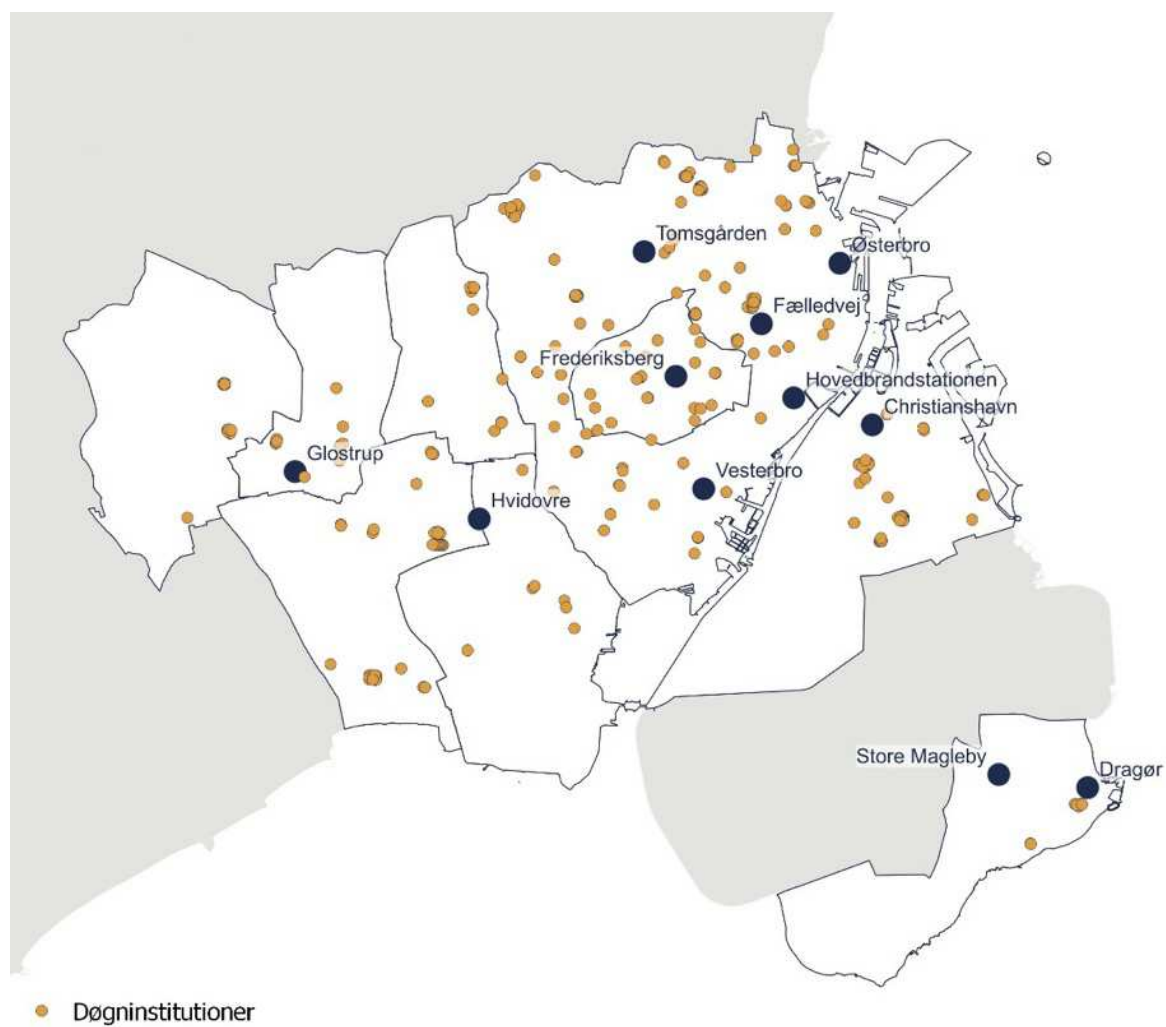 Tomsgården
Østerbro
Fælledvej
Frederiksberg
Hovedbrandstationen
Christianshavn
Glostrup
Vesterbro
Hvidovre
Store Magleby
Dragør
Døgninstitutioner